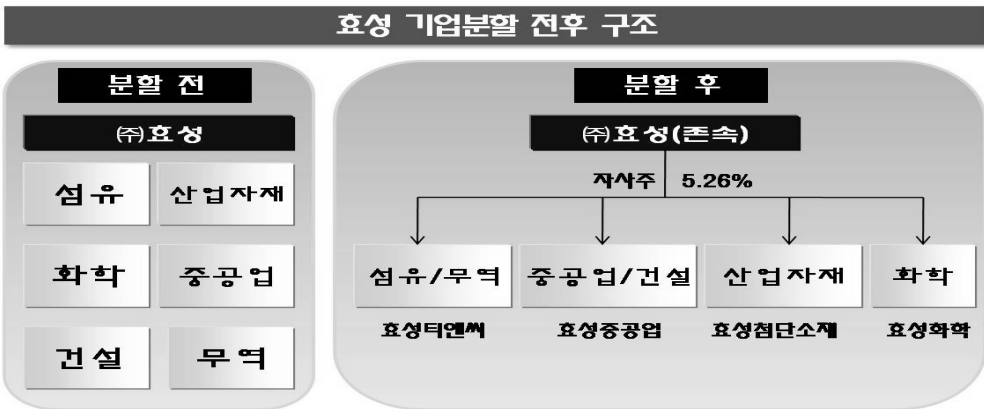 효성 기업분할 전후 구조
분할 전
㈜효성
섬유
산업자재
화학
중공업
건설
무역
분할 후
㈜효성(존속)
자사주 5.26%
섬유/무역
중공업/건설
산업자재
화학
효성티앤씨
효성중공업
효성첨단소재
효성화학